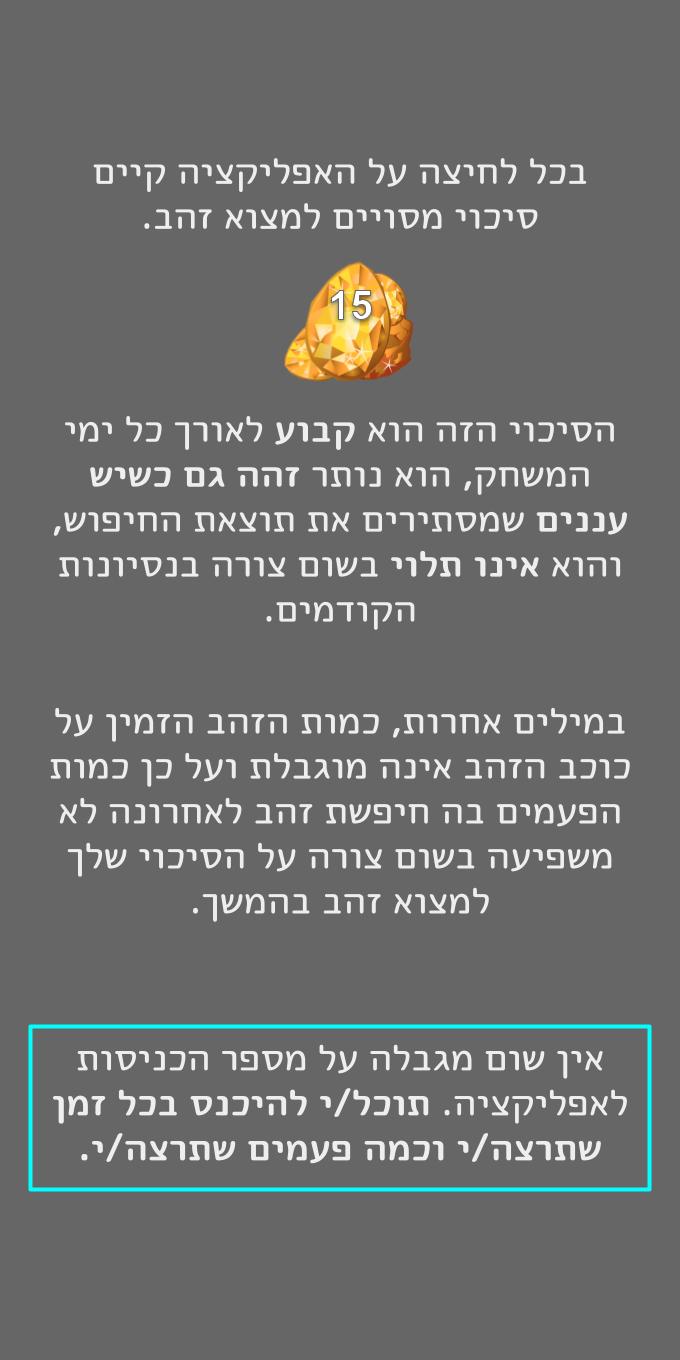 בכל לחיצה על האפליקציה קיים
סיכוי מסויים למצוא זהב.
15
הסיכוי הזה הוא קבוע לאורך כל ימי
המשחק, הוא נותר זהה גם כשיש
עננים שמסתירים את תוצאת החיפוש,
והוא אינו תלוי בשום צורה בנסיונות
הקודמים.
במילים אחרות, כמות הזהב הזמין על
כוכב הזהב אינה מוגבלת ועל כן כמות
הפעמים בה חיפשת זהב לאחרונה לא
משפיעה בשום צורה על הסיכוי שלך
למצוא זהב בהמשך.
אין שום מגבלה על מספר הכניסות
לאפליקציה. תוכל/י להיכנס בכל זמן
שתרצה/י וכמה פעמים שתרצה/י.